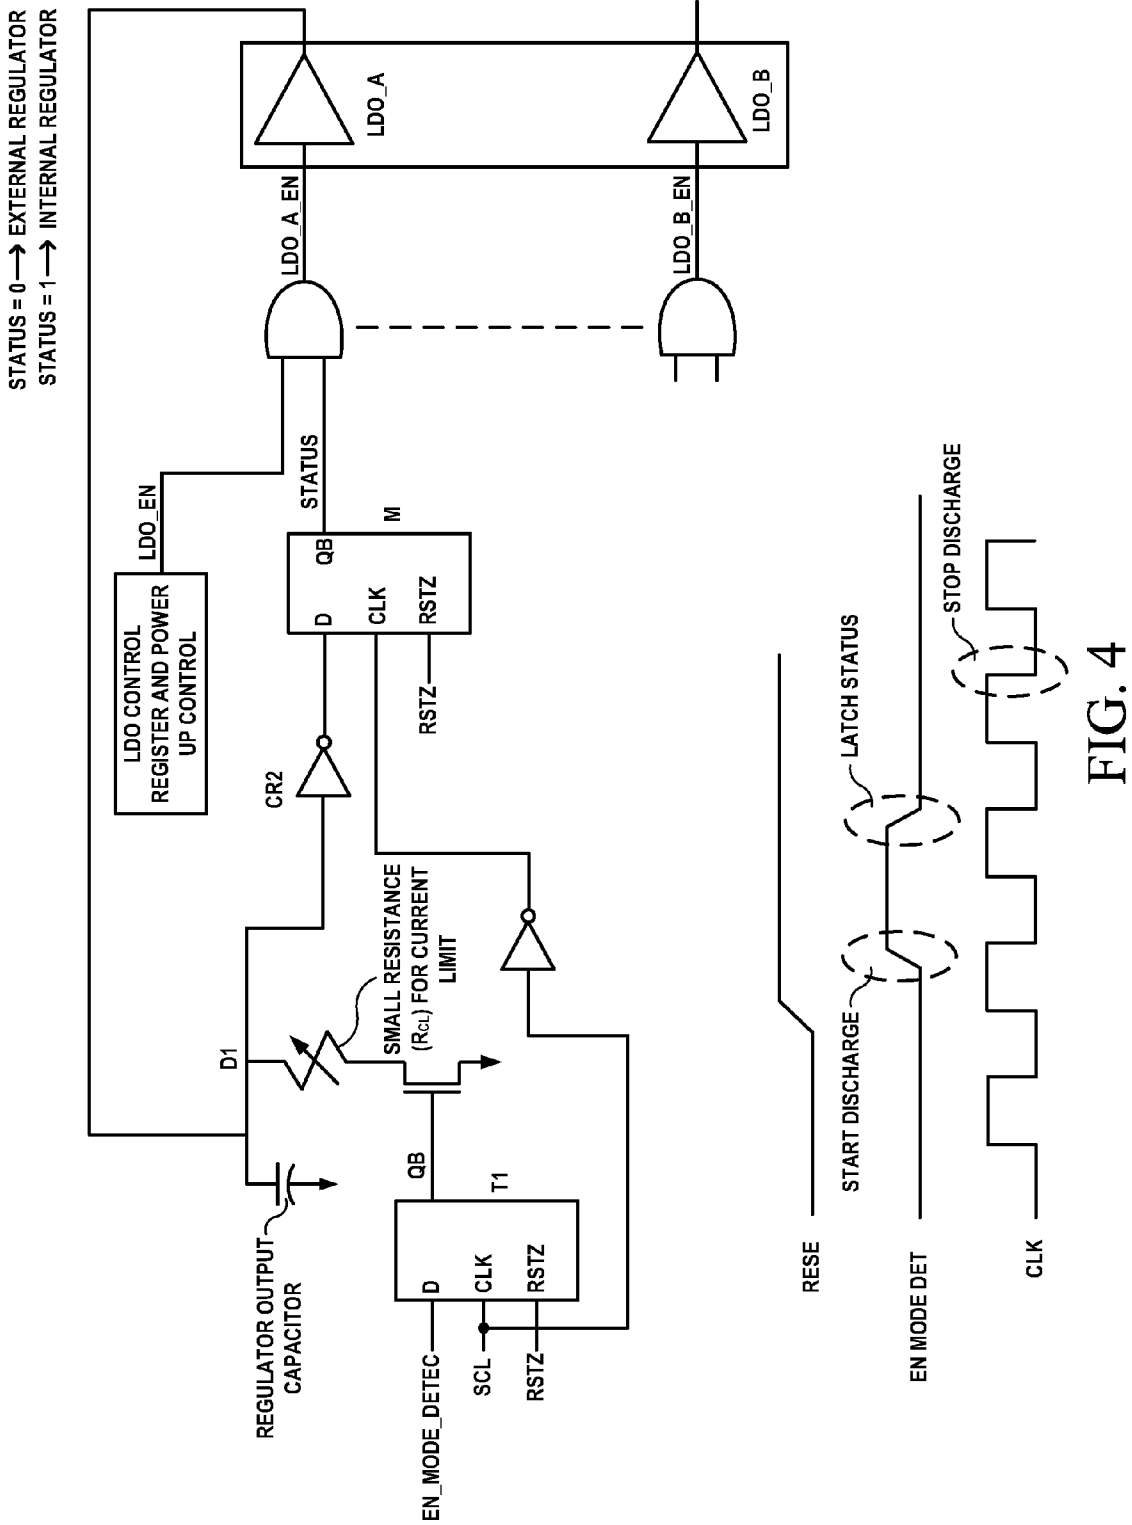 STATUS = 0 → EXTERNAL REGULATOR
STATUS = 1 → INTERNAL REGULATOR
LDO CONTROL
REGISTER AND POWER
UP CONTROL
LDO_EN
LDO_A_EN
LDO_A
LDO_B_EN
LDO_B
REGULATOR OUTPUT
CAPACITOR
D1
CR2
SMALL RESISTANCE
(RCL) FOR CURRENT
LIMIT
D
QB
STATUS
CLK
RSTZ
RSTZ
M
EN_MODE_DETEC
D
QB
SCL
CLK
T1
RSTZ
RSTZ
RESE
START DISCHARGE
LATCH STATUS
EN MODE DET
STOP DISCHARGE
CLK
FIG. 4